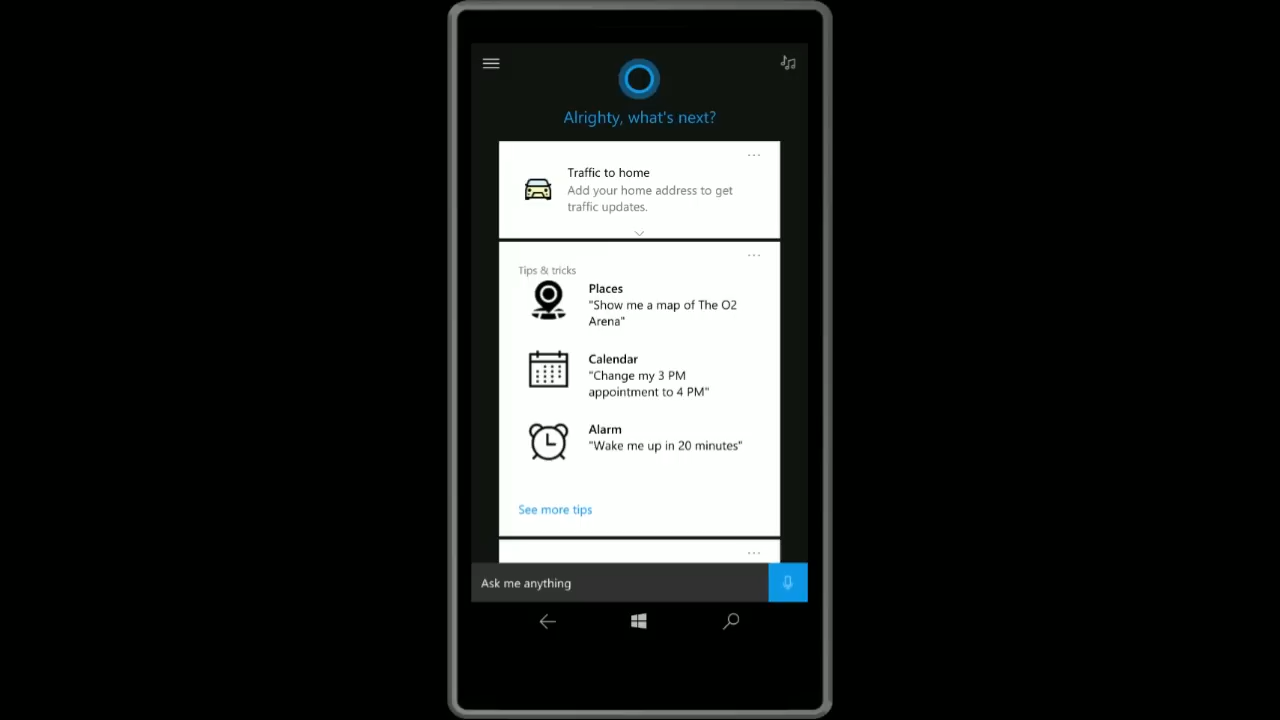 Alrighty, what's next?
Traffic to home
Add your home address to get
traffic updates.
Tips & tricks
Places
"Show me a map of The O2
Arena"
Calendar
"Change my 3 PM
appointment to 4 PM"
Alarm
"Wake me up in 20 minutes"
See more tips
Ask me anything